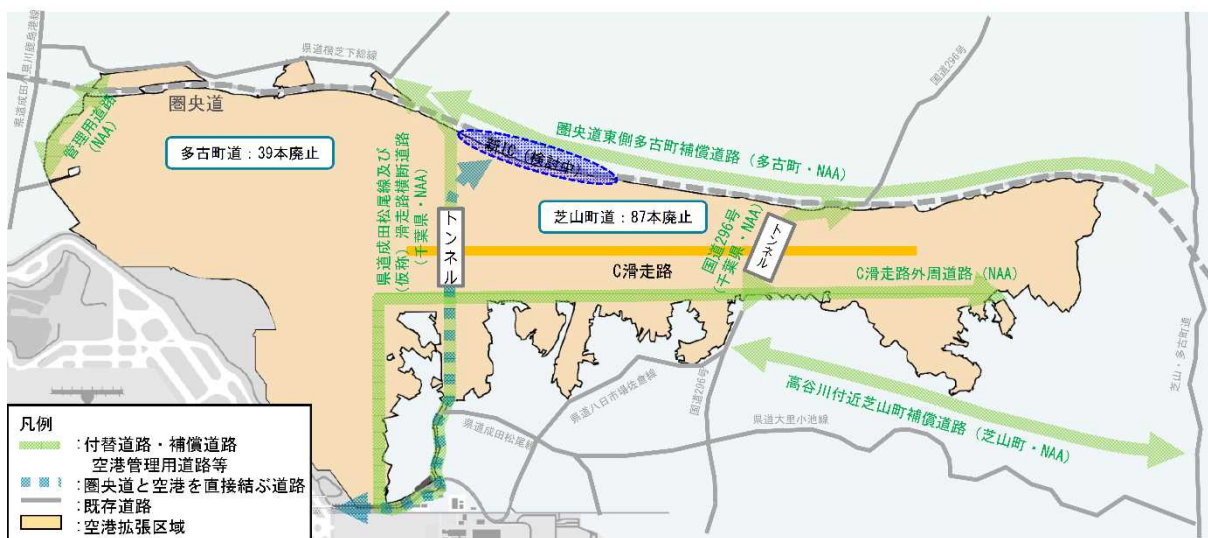 県道成田小見川鹿島港線
県道横芝下総線
国道296号
圏央道
管理用道路
(NAA)
多古町道：39本廃止
新IC（検討中）
圏央道東側多古町補償道路（多古町・NAA）
県道成田松尾線及び
（仮称）滑走路横断道路
（千葉県・NAA）
トンネル
芝山町道：87本廃止
国道296号
（千葉県・NAA）
トンネル
C滑走路
C滑走路外周道路（NAA）
芝山・多古町道
高谷川付近芝山町補償道路（芝山町・NAA）
国道296号
県道八日市場佐倉線
県道成田松尾線
県道大里小池線
凡例
：付替道路・補償道路
空港管理用道路等
：圏央道と空港を直接結ぶ道路
：既存道路
：空港拡張区域